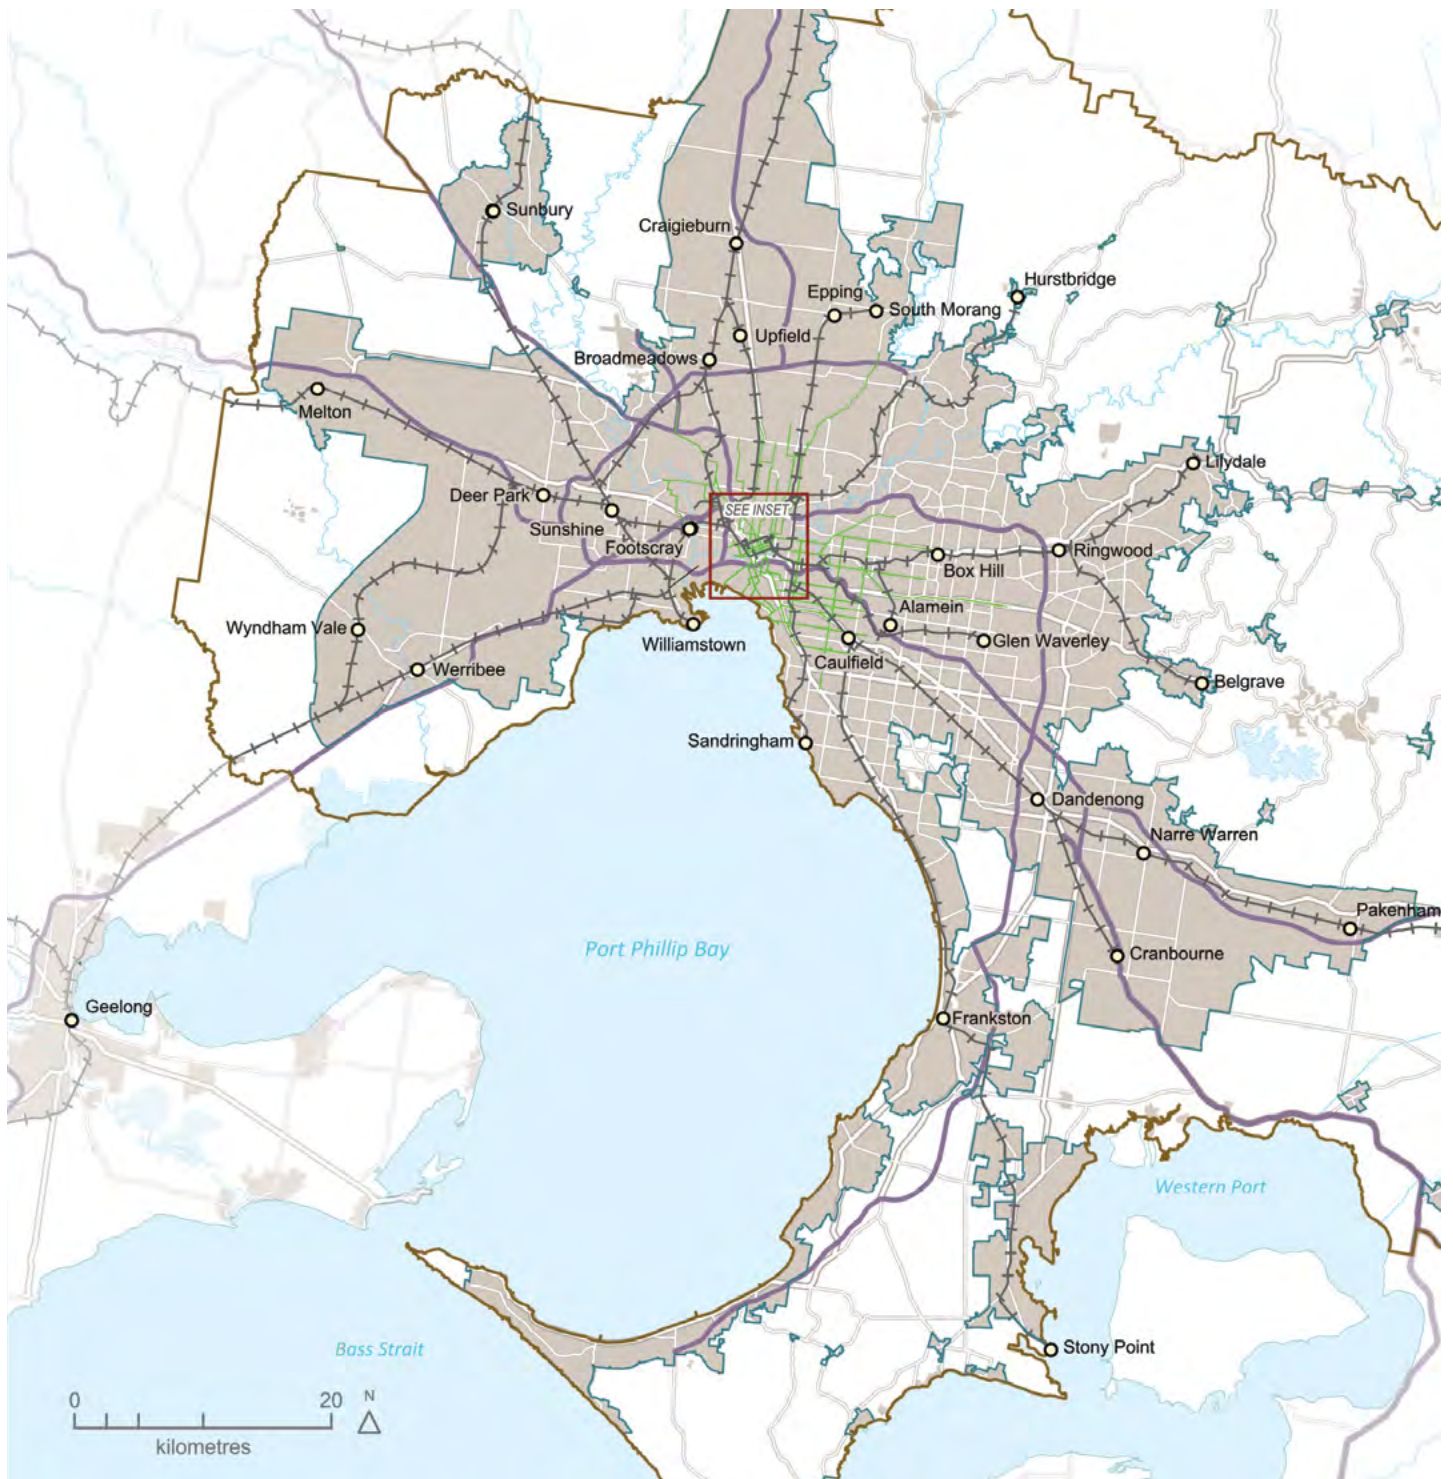 Sunbury
Craigieburn
Hurstbridge
Epping
South Morang
Upfield
Broadmeadows
Melton
Lilydale
Deer Park
SEE INSET
Sunshine
Footscray
Ringwood
Box Hill
Alamein
Wyndham Vale
Williamstown
Glen Waverley
Caulfield
Werribee
Belgrave
Sandringham
Dandenong
Narre Warren
Pakenham
Port Phillip Bay
Cranbourne
Geelong
Frankston
Western Port
Bass Strait
Stony Point
0 20 N
kilometres